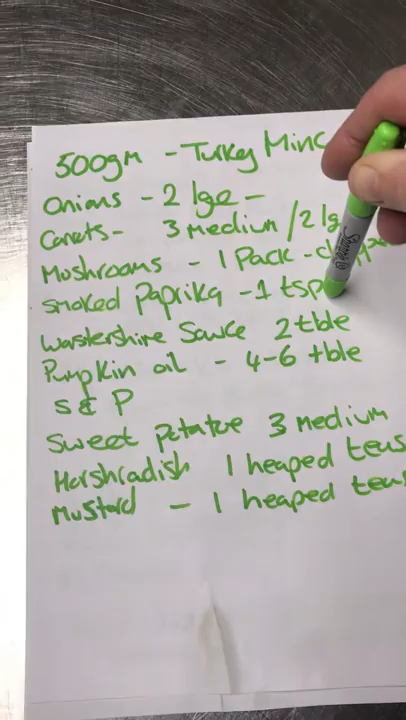 500gm - Turkey Minc
Onions - 2 lge -
Carrots - 3 medium / 2 lg
Mushrooms - 1 Pack -
Smoked Paprika - 1 tsp
Wastershire Sauce 2 tble
Pumpkin oil - 4-6 tble
S & P
Sweet potatoe 3 medium
Horshradish 1 heaped teas
Mustard - 1 heaped teas
Sharpie